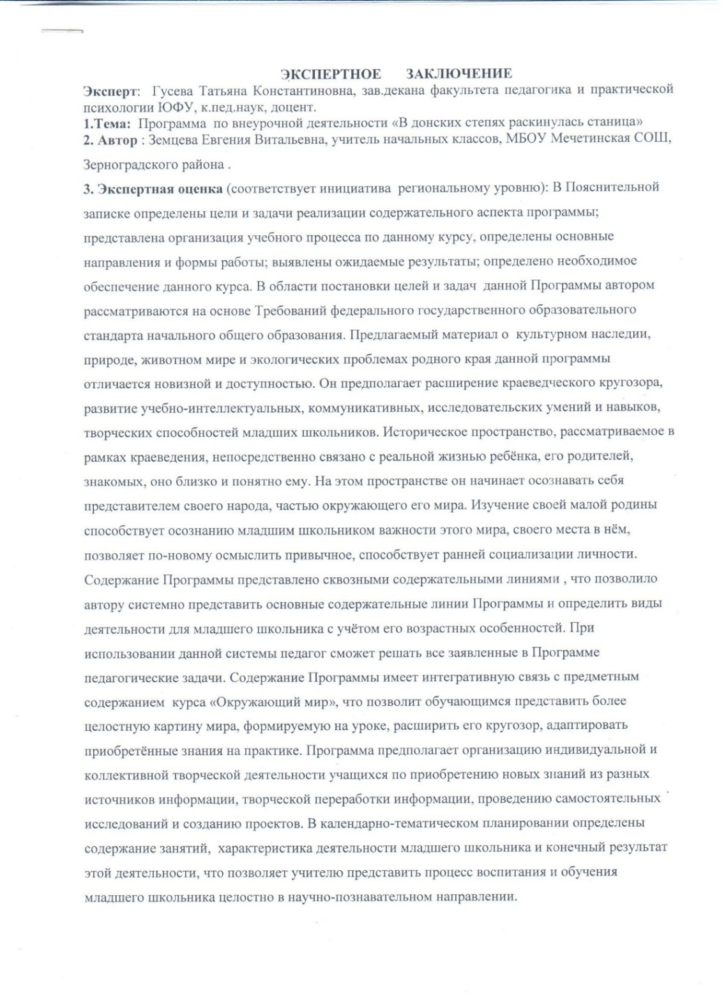 ЭКСПЕРТНОЕ ЗАКЛЮЧЕНИЕ
Эксперт: Гусева Татьяна Константиновна, зав.декана факультета педагогика и практической
психологии ЮФУ, к.пед.наук, доцент.
1.Тема: Программа по внеурочной деятельности «В донских степях раскинулась станица»
2. Автор : Земцева Евгения Витальевна, учитель начальных классов, МБОУ Мечетинская СОШ,
Зерноградского района .
3. Экспертная оценка (соответствует инициатива региональному уровню): В Пояснительной
записке определены цели и задачи реализации содержательного аспекта программы;
представлена организация учебного процесса по данному курсу, определены основные
направления и формы работы; выявлены ожидаемые результаты; определено необходимое
обеспечение данного курса. В области постановки целей и задач данной Программы автором
рассматриваются на основе Требований федерального государственного образовательного
стандарта начального общего образования. Предлагаемый материал о культурном наследии,
природе, животном мире и экологических проблемах родного края данной программы
отличается новизной и доступностью. Он предполагает расширение краеведческого кругозора,
развитие учебно-интеллектуальных, коммуникативных, исследовательских умений и навыков,
творческих способностей младших школьников. Историческое пространство, рассматриваемое в
рамках краеведения, непосредственно связано с реальной жизнью ребёнка, его родителей,
знакомых, оно близко и понятно ему. На этом пространстве он начинает осознавать себя
представителем своего народа, частью окружающего его мира. Изучение своей малой родины
способствует осознанию младшим школьником важности этого мира, своего места в нём,
позволяет по-новому осмыслить привычное, способствует ранней социализации личности.
Содержание Программы представлено сквозными содержательными линиями , что позволило
автору системно представить основные содержательные линии Программы и определить виды
деятельности для младшего школьника с учётом его возрастных особенностей. При
использовании данной системы педагог сможет решать все заявленные в Программе
педагогические задачи. Содержание Программы имеет интегративную связь с предметным
содержанием курса «Окружающий мир», что позволит обучающимся представить более
целостную картину мира, формируемую на уроке, расширить его кругозор, адаптировать
приобретённые знания на практике. Программа предполагает организацию индивидуальной и
коллективной творческой деятельности учащихся по приобретению новых знаний из разных
источников информации, творческой переработки информации, проведению самостоятельных
исследований и созданию проектов. В календарно-тематическом планировании определены
содержание занятий, характеристика деятельности младшего школьника и конечный результат
этой деятельности, что позволяет учителю представить процесс воспитания и обучения
младшего школьника целостно в научно-познавательном направлении.